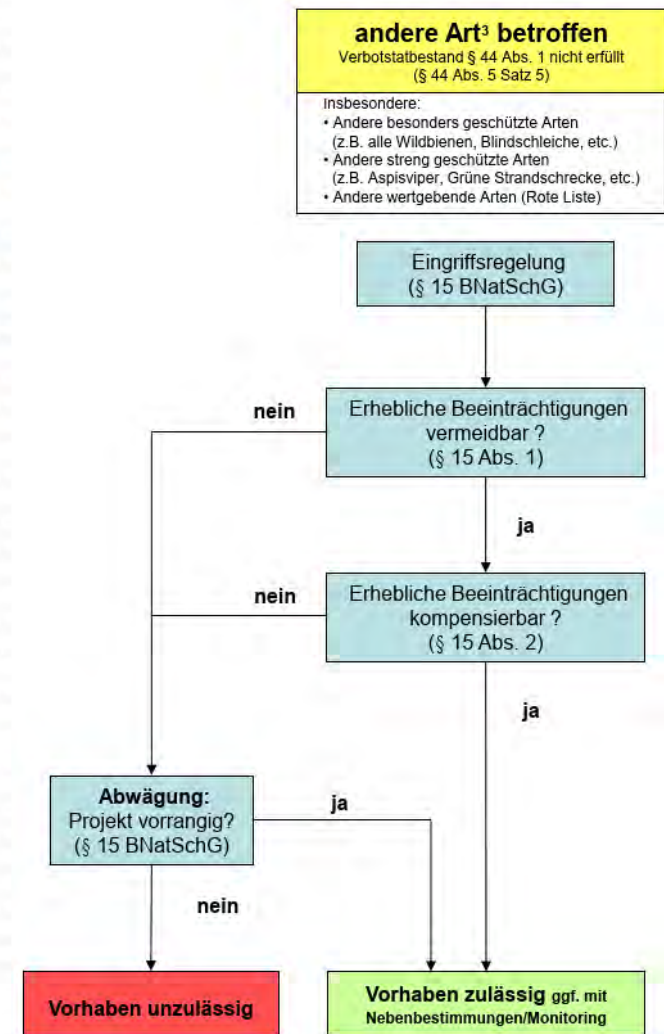 andere Art³ betroffen
Verbotstatbestand § 44 Abs. 1 nicht erfüllt
(§ 44 Abs. 5 Satz 5)
Insbesondere:
• Andere besonders geschützte Arten
(z.B. alle Wildbienen, Blindschleiche, etc.)
• Andere streng geschützte Arten
(z.B. Aspisviper, Grüne Strandschrecke, etc.)
• Andere wertgebende Arten (Rote Liste)
Eingriffsregelung
(§ 15 BNatSchG)
nein
Erhebliche Beeinträchtigungen
vermeidbar ?
(§ 15 Abs. 1)
ja
nein
Erhebliche Beeinträchtigungen
kompensierbar ?
(§ 15 Abs. 2)
ja
Abwägung:
Projekt vorrangig?
(§ 15 BNatSchG)
ja
nein
Vorhaben unzulässig
Vorhaben zulässig ggf. mit
Nebenbestimmungen/Monitoring